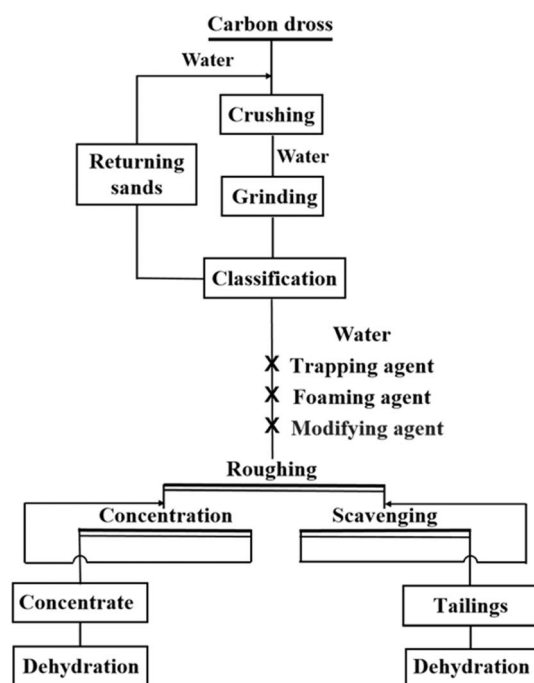 Carbon dross
Water
Crushing
Water
Returning
sands
Grinding
Classification
Water
Trapping agent
Foaming agent
Modifying agent
Roughing
Concentration
Scavenging
Concentrate
Tailings
Dehydration
Dehydration